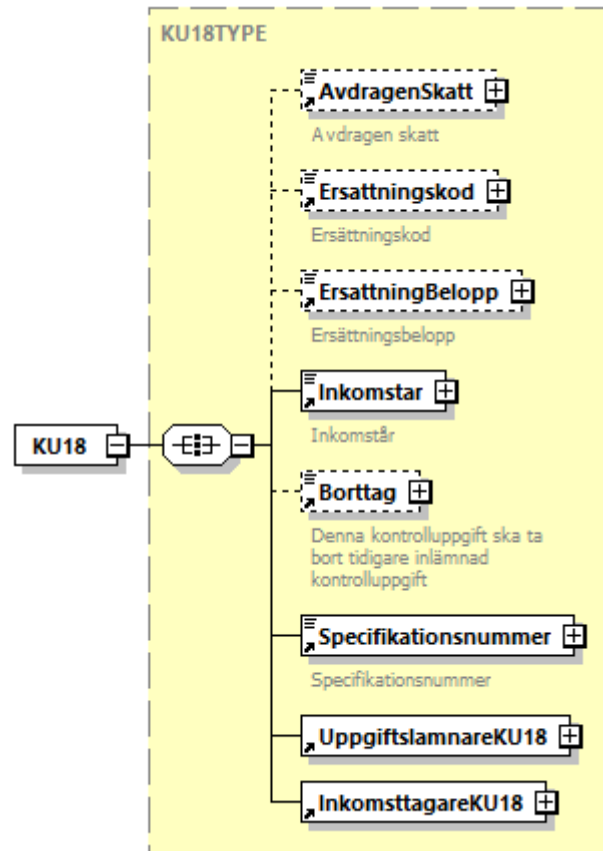 KU18TYPE
AvdragenSkatt
Avdragen skatt
Ersattningskod
Ersättningskod
ErsattningBelopp
Ersättningsbelopp
Inkomstar
Inkomstår
KU18
Borttag
Denna kontrolluppgift ska ta
bort tidigare inlämnad
kontrolluppgift
Specifikationsnummer
Specifikationsnummer
UppgiftslamnareKU18
InkomsttagareKU18